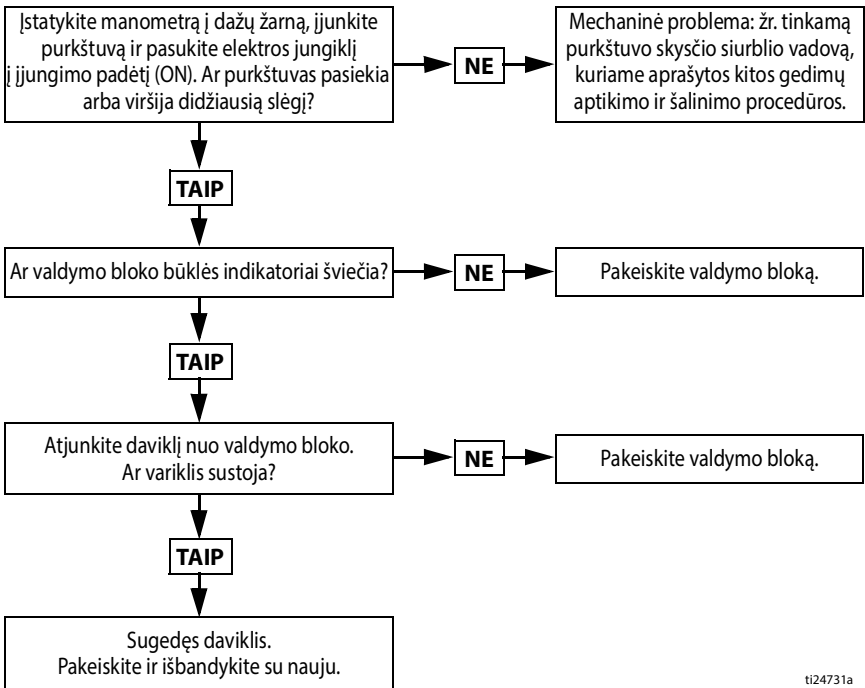 Įstatykite manometrą į dažų žarną, įjunkite
purkštuvą ir pasukite elektros jungiklį
į įjungimo padėtį (ON). Ar purkštuvas pasiekia
arba viršija didžiausią slėgį?
NE
Mechaninė problema: žr. tinkamą
purkštuvo skysčio siurblio vadovą,
kuriame aprašytos kitos gedimų
aptikimo ir šalinimo procedūros.
TAIP
Ar valdymo bloko būklės indikatoriai šviečia?
NE
Pakeiskite valdymo bloką.
TAIP
Atjunkite daviklį nuo valdymo bloko.
Ar variklis sustoja?
NE
Pakeiskite valdymo bloką.
TAIP
Sugedęs daviklis.
Pakeiskite ir išbandykite su nauju.
ti24731a